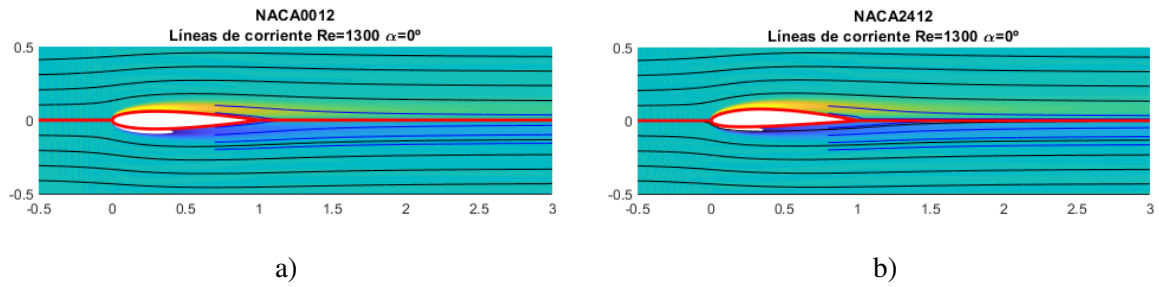 NACA0012
Líneas de corriente Re=1300 α=0º
0.5
0
-0.5
-0.5 0 0.5 1 1.5 2 2.5 3
a)
NACA2412
Líneas de corriente Re=1300 α=0º
0.5
0
-0.5
-0.5 0 0.5 1 1.5 2 2.5 3
b)